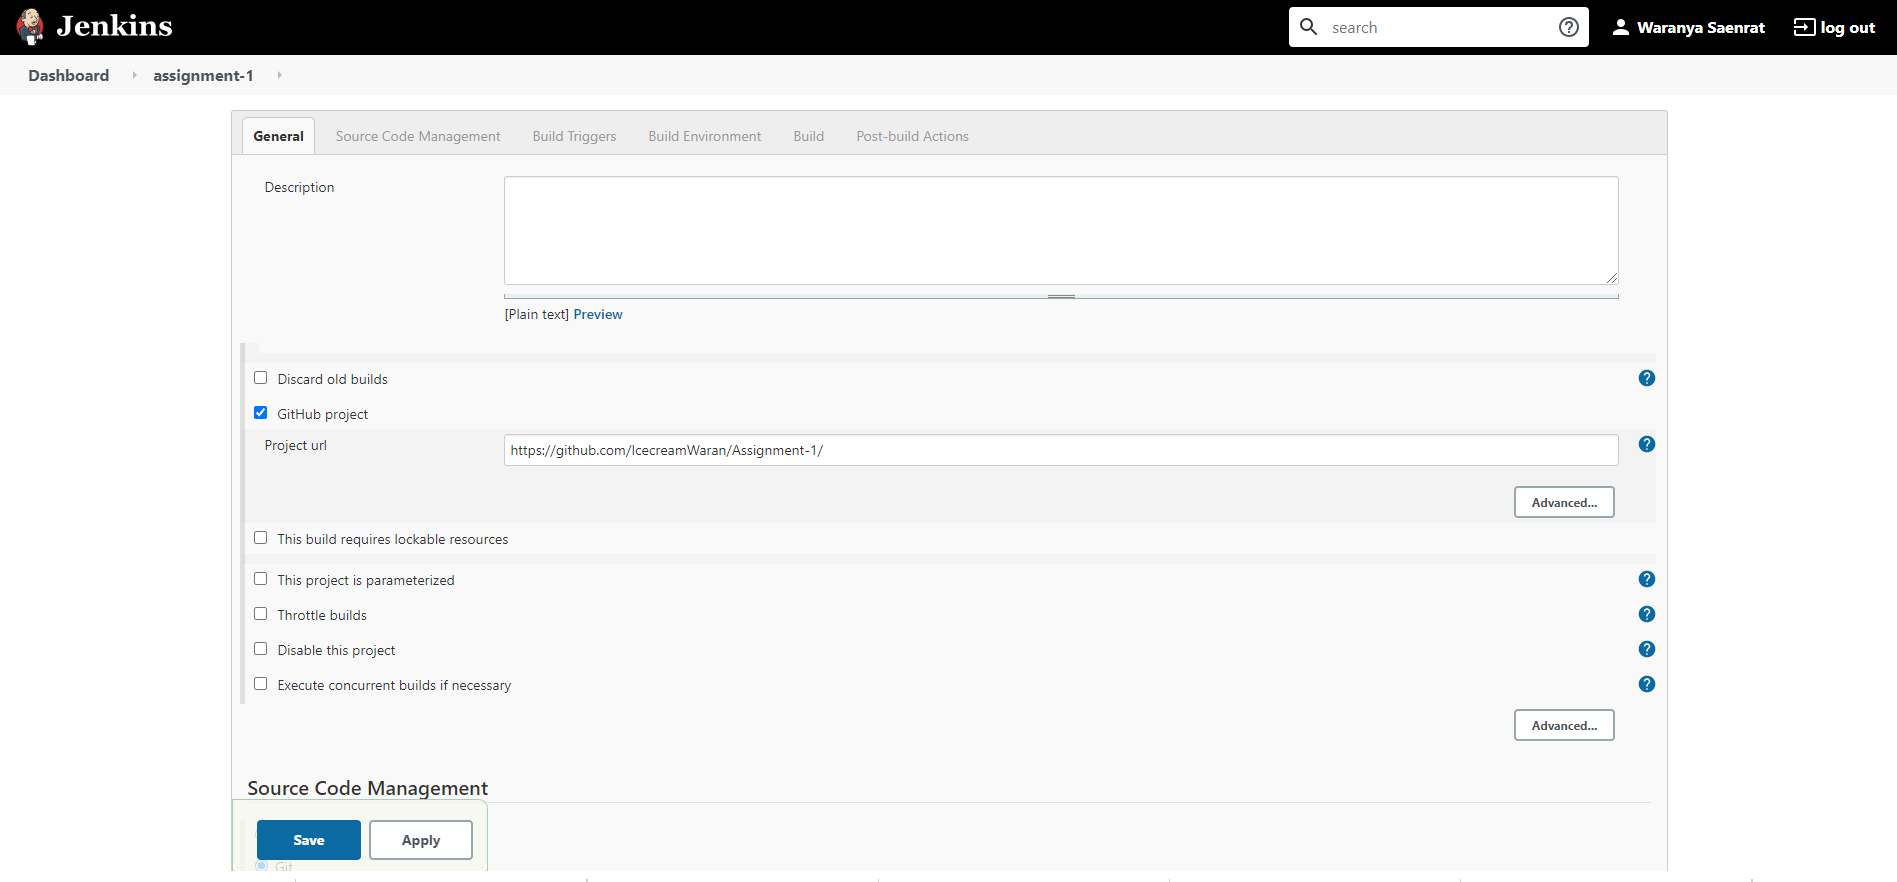 Jenkins
search
Waranya Saenrat
log out
Dashboard
assignment-1
General
Source Code Management
Build Triggers
Build Environment
Build
Post-build Actions
Description
[Plain text] Preview
Discard old builds
GitHub project
Project url
https://github.com/IcecreamWaran/Assignment-1/
Advanced...
This build requires lockable resources
This project is parameterized
Throttle builds
Disable this project
Execute concurrent builds if necessary
Advanced...
Source Code Management
Save
Apply
Git